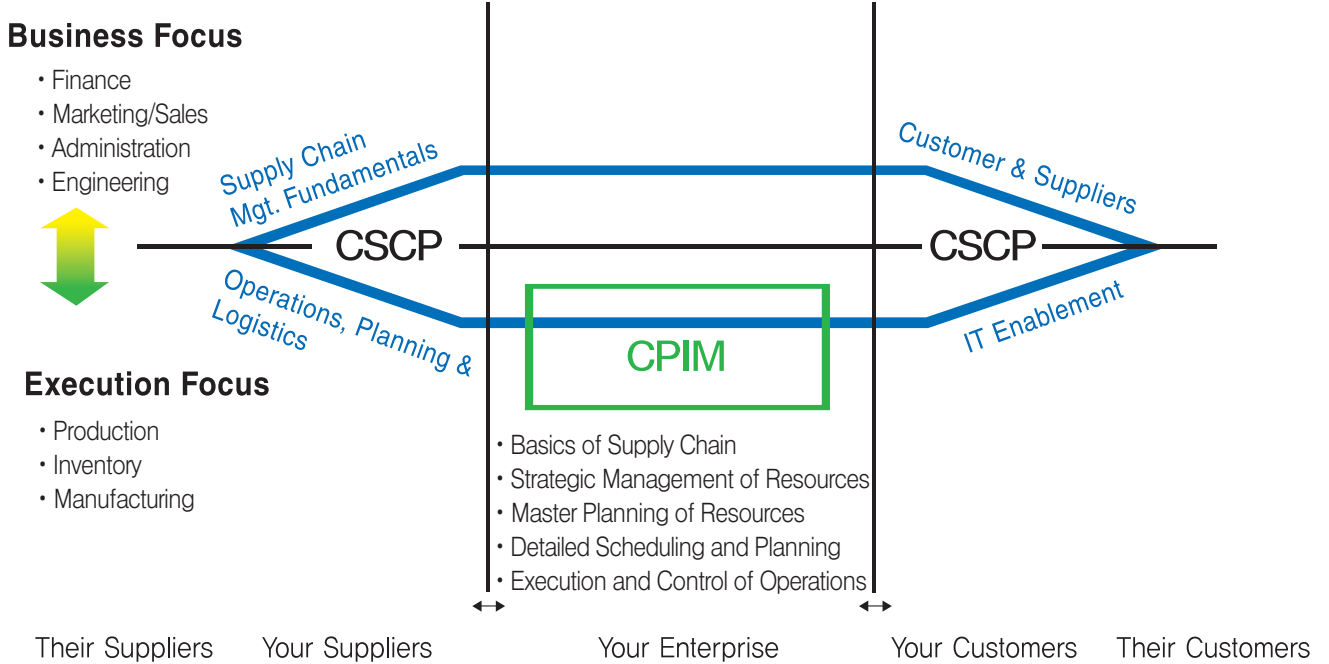 Business Focus
· Finance
· Marketing/Sales
· Administration
· Engineering
Supply Chain
Mgt. Fundamentals
Customer & Suppliers
CSCP
CSCP
Operations, Planning &
Logistics
IT Enablement
CPIM
Execution Focus
· Production
· Inventory
· Manufacturing
· Basics of Supply Chain
· Strategic Management of Resources
· Master Planning of Resources
· Detailed Scheduling and Planning
· Execution and Control of Operations
Their Suppliers
Your Suppliers
Your Enterprise
Your Customers
Their Customers